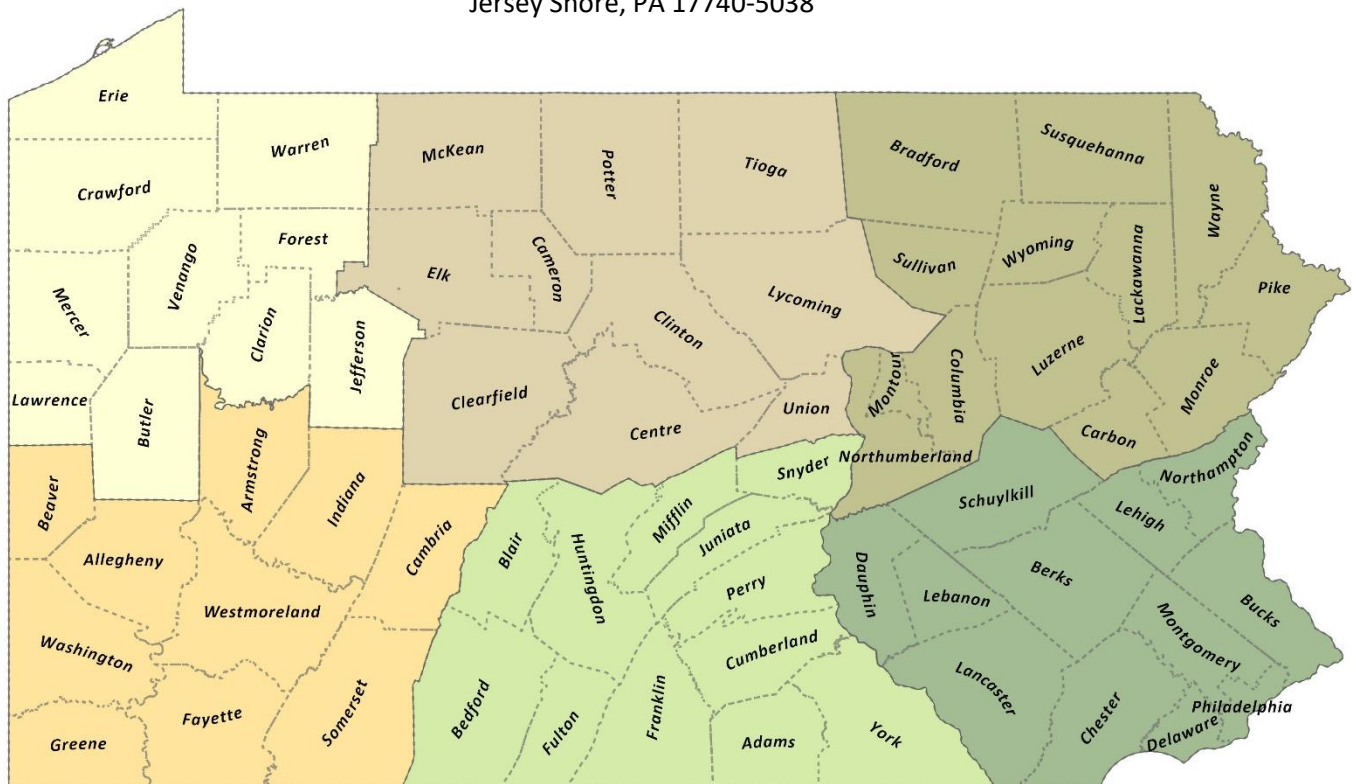 Jersey Shore, PA 17740-5038
Erie
Warren
McKean
Potter
Tioga
Bradford
Susquehanna
Wayne
Crawford
Forest
Venango
Elk
Cameron
Sullivan
Wyoming
Lackawanna
Pike
Mercer
Clarion
Jefferson
Clinton
Lycoming
Luzerne
Monroe
Lawrence
Butler
Clearfield
Centre
Union
Montour
Columbia
Carbon
Northumberland
Snyder
Northampton
Beaver
Armstrong
Indiana
Cambria
Blair
Huntingdon
Mifflin
Juniata
Schuylkill
Lehigh
Allegheny
Westmoreland
Perry
Dauphin
Lebanon
Berks
Bucks
Montgomery
Washington
Cumberland
Lancaster
Greene
Fayette
Somerset
Bedford
Fulton
Franklin
Adams
York
Chester
Delaware
Philadelphia